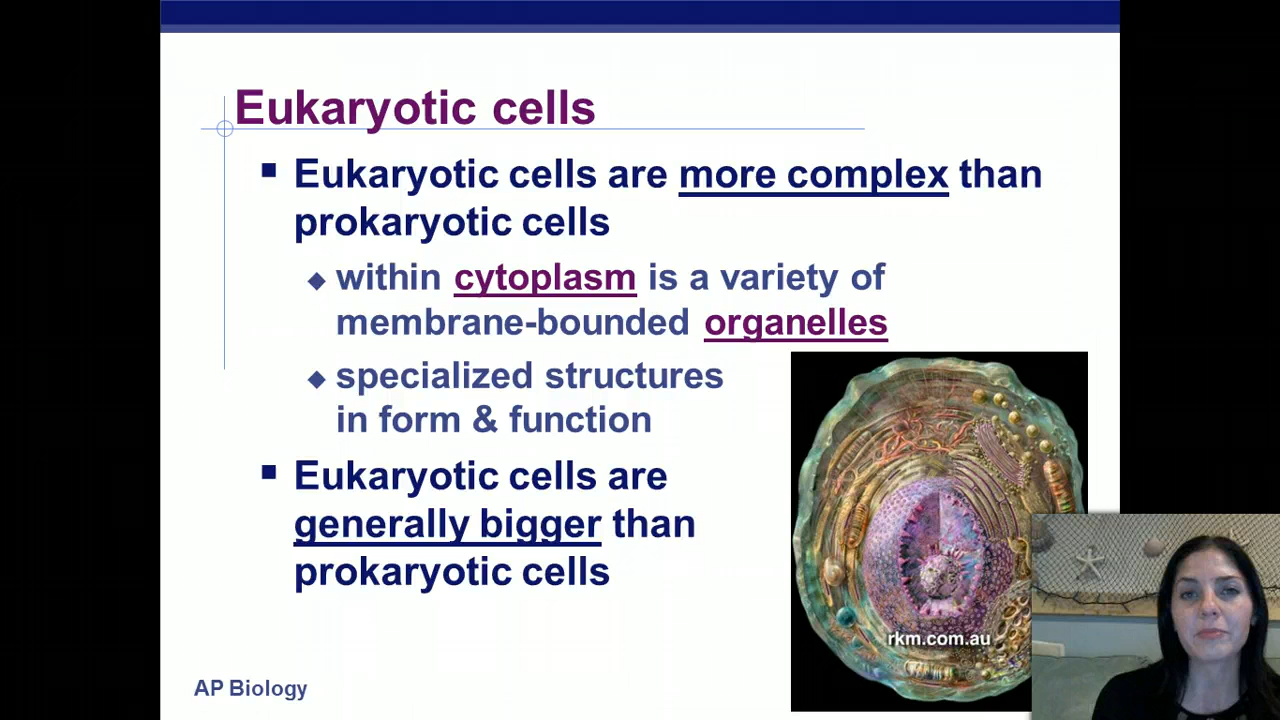 Eukaryotic cells
Eukaryotic cells are more complex than
prokaryotic cells
within cytoplasm is a variety of
membrane-bounded organelles
specialized structures
in form & function
Eukaryotic cells are
generally bigger than
prokaryotic cells
rkm.com.au
AP Biology